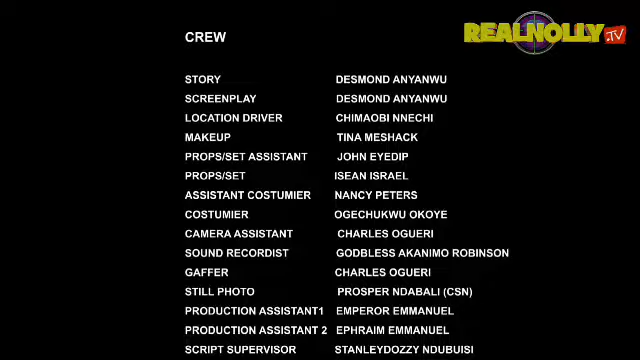 REALNOLLY.TV
CREW
STORY DESMOND ANYANWU
SCREENPLAY DESMOND ANYANWU
LOCATION DRIVER CHIMAOBI NNECHI
MAKEUP TINA MESHACK
PROPS/SET ASSISTANT JOHN EYEDIP
PROPS/SET ISEAN ISRAEL
ASSISTANT COSTUMIER NANCY PETERS
COSTUMIER OGECHUKWU OKOYE
CAMERA ASSISTANT CHARLES OGUERI
SOUND RECORDIST GODBLESS AKANIMO ROBINSON
GAFFER CHARLES OGUERI
STILL PHOTO PROSPER NDABALI (CSN)
PRODUCTION ASSISTANT1 EMPEROR EMMANUEL
PRODUCTION ASSISTANT 2 EPHRAIM EMMANUEL
SCRIPT SUPERVISOR STANLEYDOZZY NDUBUISI